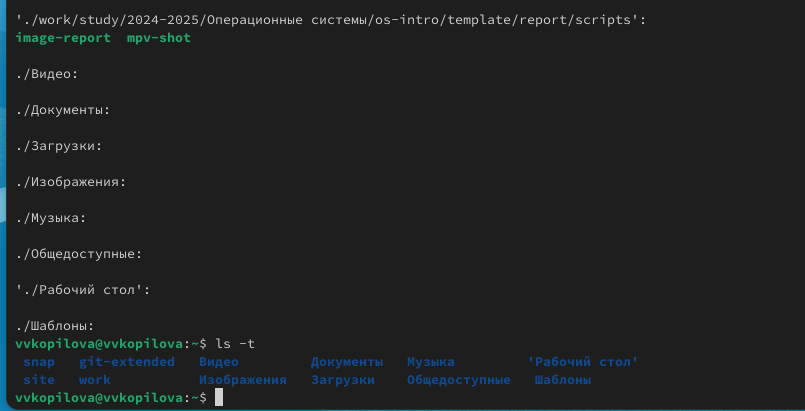 './work/study/2024-2025/Операционные системы/os-intro/template/report/scripts':
image-report  mpv-shot
./Видео:
./Документы:
./Загрузки:
./Изображения:
./Музыка:
./Общедоступные:
'./Рабочий стол':
./Шаблоны:
vvkopilova@vvkopilova:~$ ls -t
snap   git-extended   Видео         Документы   Музыка         'Рабочий стол'
site   work           Изображения   Загрузки    Общедоступные   Шаблоны
vvkopilova@vvkopilova:~$